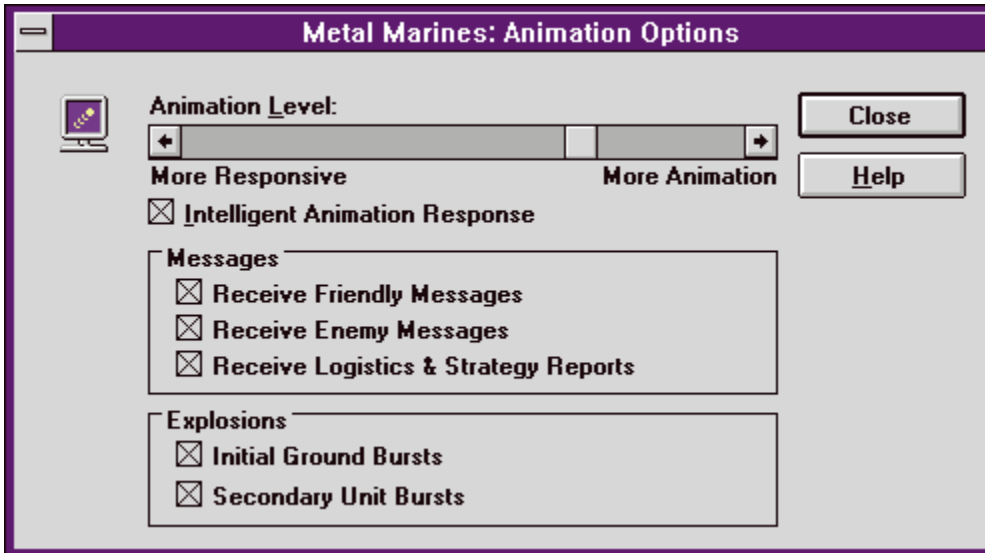 Metal Marines: Animation Options
Animation Level:
More Responsive
More Animation
Intelligent Animation Response
Messages
Receive Friendly Messages
Receive Enemy Messages
Receive Logistics & Strategy Reports
Explosions
Initial Ground Bursts
Secondary Unit Bursts
Close
Help